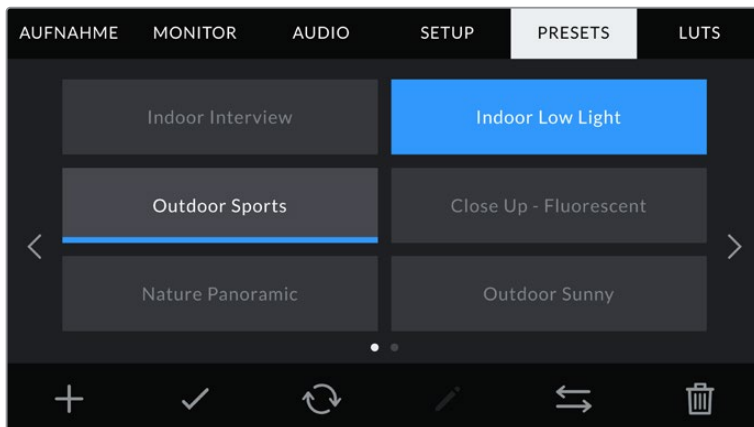 AUFNAHME MONITOR AUDIO SETUP PRESETS LUTS
Indoor Interview Indoor Low Light
Outdoor Sports Close Up - Fluorescent
Nature Panoramic Outdoor Sunny